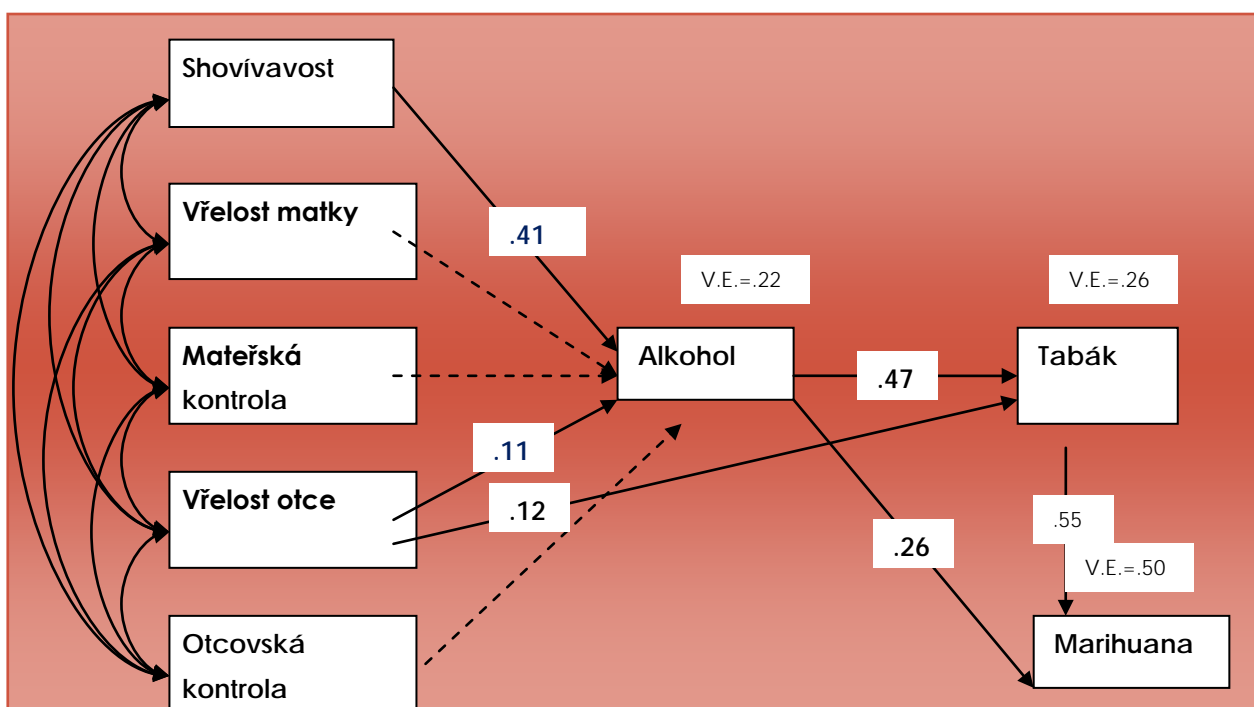 Shovívavost
Vřelost matky
.41
V.E.=.22
V.E.=.26
Mateřská
kontrola
Alkohol
.47
Tabák
Vřelost otce
.11
.12
.26
.55
V.E.=.50
Otcovská
kontrola
Marihuana